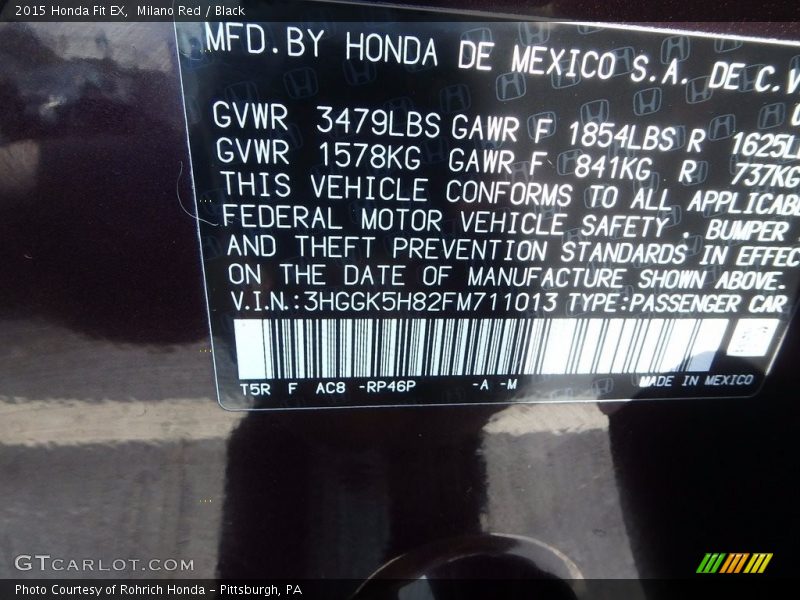 2015 Honda Fit EX, Milano Red / Black
MFD.BY HONDA DE MEXICO S.A. DE C.V
GVWR 3479LBS GAWR F 1854LBS R 1625L
GVWR 1578KG GAWR F 841KG R 737KG
THIS VEHICLE CONFORMS TO ALL APPLICAB
FEDERAL MOTOR VEHICLE SAFETY . BUMPER
AND THEFT PREVENTION STANDARDS IN EFFEC
ON THE DATE OF MANUFACTURE SHOWN ABOVE.
V.I.N.:3HGGK5H82FM711013 TYPE:PASSENGER CAR
T5R F AC8 -RP46P -A -M MADE IN MEXICO
GTCARLOT.COM
Photo Courtesy of Rohrich Honda - Pittsburgh, PA